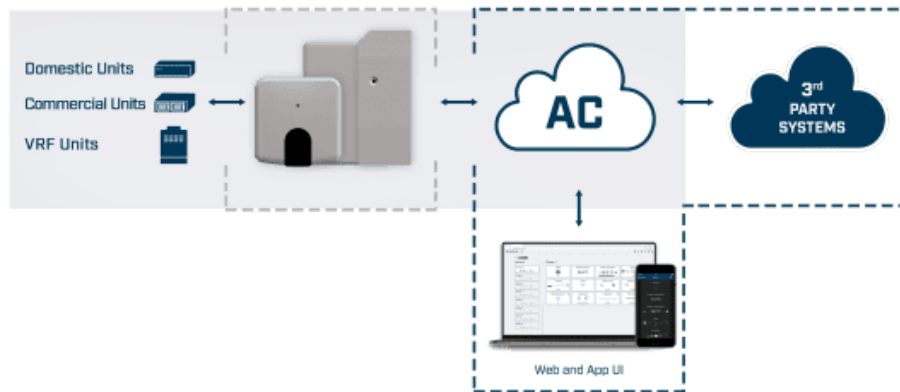 Domestic Units
Commercial Units
VRF Units
AC
3rd
PARTY
SYSTEMS
Web and App UI